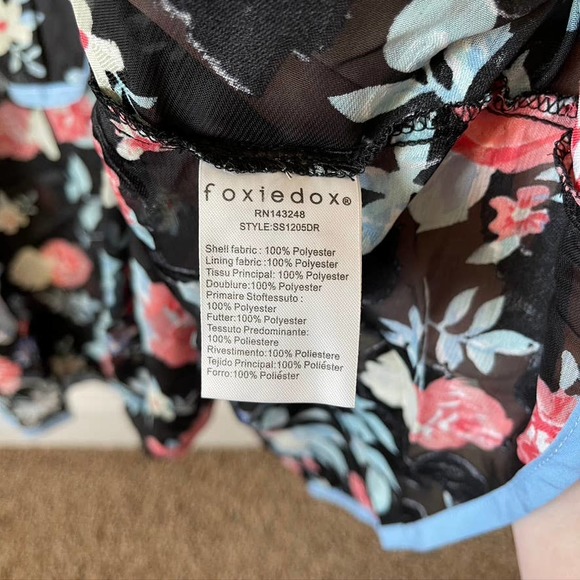 foxiedox®
RN143248
STYLE:SS1205DR
Shell fabric : 100% Polyester
Lining fabric : 100% Polyester
Tissu Principal: 100% Polyester
Doublure: 100% Polyester
Primaire Stoftessuto :
100% Polyester
Futter: 100% Polyester
Tessuto Predominante:
100% Poliestere
Rivestimento: 100% Poliestere
Tejido Principal: 100% Poliéster
Forro: 100% Poliéster